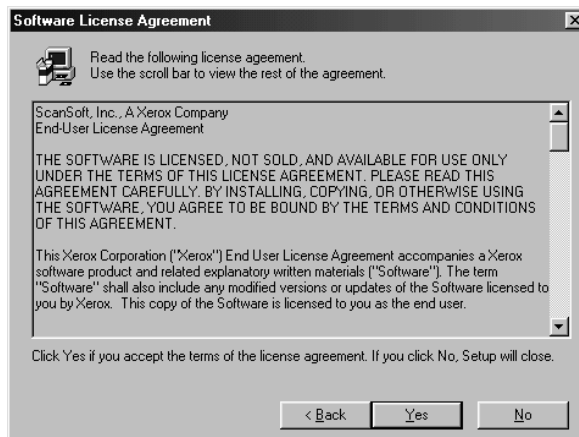 Software License Agreement
Read the following license ageement.
Use the scroll bar to view the rest of the agreement.
ScanSoft, Inc., A Xerox Company
End-User License Agreement
THE SOFTWARE IS LICENSED, NOT SOLD, AND AVAILABLE FOR USE ONLY
UNDER THE TERMS OF THIS LICENSE AGREEMENT. PLEASE READ THIS
AGREEMENT CAREFULLY. BY INSTALLING, COPYING, OR OTHERWISE USING
THE SOFTWARE, YOU AGREE TO BE BOUND BY THE TERMS AND CONDITIONS
OF THIS AGREEMENT.
This Xerox Corporation ("Xerox") End User License Agreement accompanies a Xerox
software product and related explanatory written materials ("Software"). The term
"Software" shall also include any modified versions or updates of the Software licensed to
you by Xerox. This copy of the Software is licensed to you as the end user.
Click Yes if you accept the terms of the license agreement. If you click No, Setup will close.
< Back Yes No